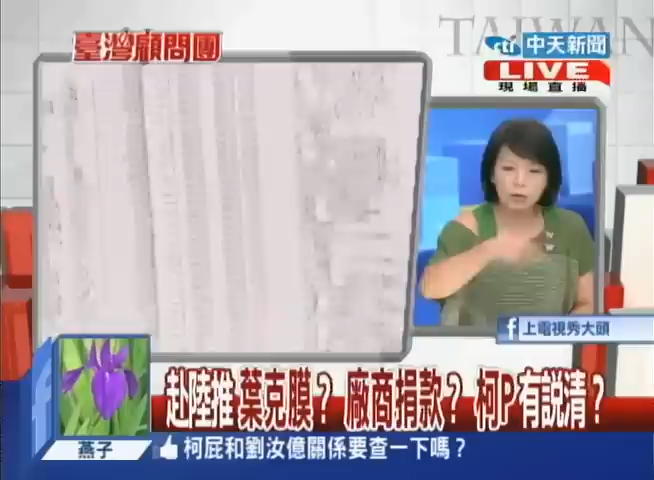 TAIWAN
臺灣顧問團
cti 中天新聞
LIVE
現場直播
上電視秀大頭
赴陸推葉克膜？ 廠商捐款？ 柯P有説清？
燕子
柯屁和劉汝億關係要查一下嗎？